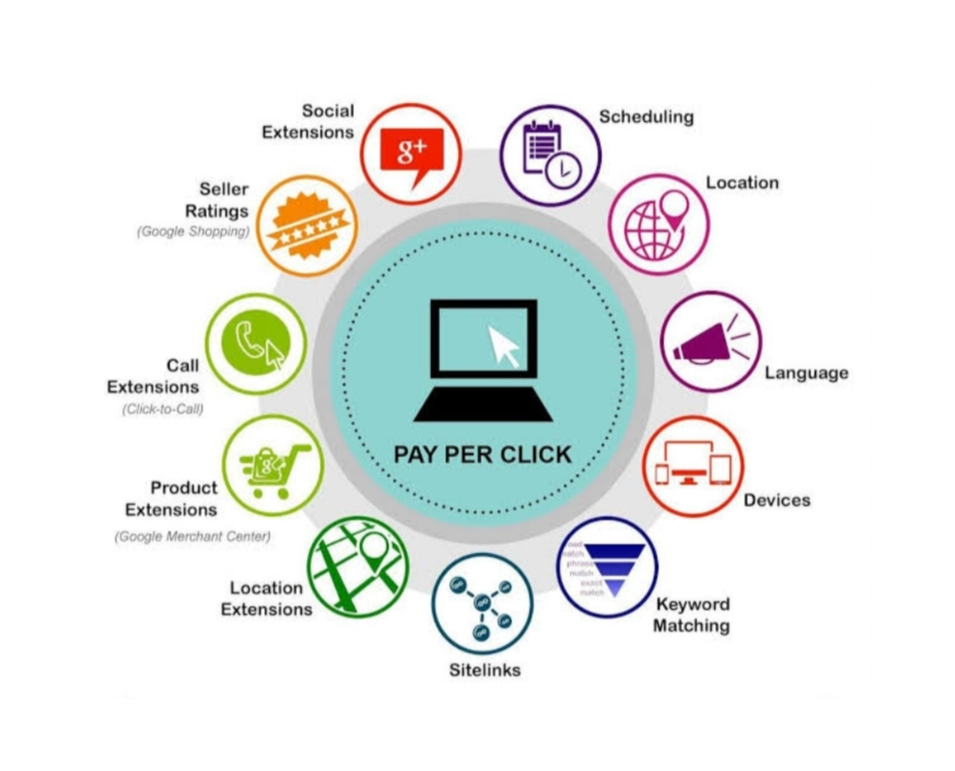 Social
Extensions
g+
Scheduling
Seller
Ratings
(Google Shopping)
Location
Call
Extensions
(Click-to-Call)
Language
PAY PER CLICK
Product
Extensions
(Google Merchant Center)
g+
Devices
Location
Extensions
match
phrase
match
exact
match
Keyword
Matching
Sitelinks